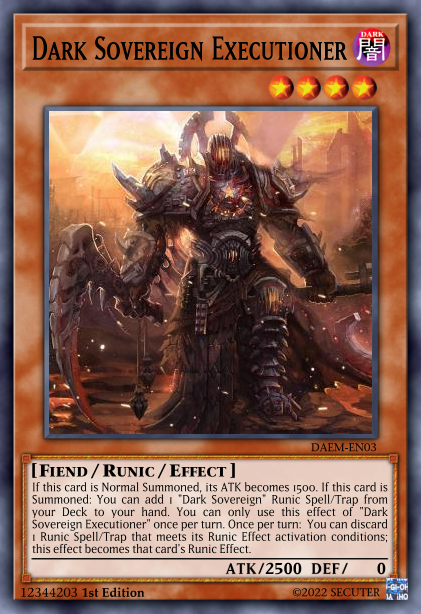 DARK SOVEREIGN EXECUTIONER
DARK
闇
DAEM-EN03
[FIEND / RUNIC / EFFECT ]
If this card is Normal Summoned, its ATK becomes 1500. If this card is
Summoned: You can add 1 "Dark Sovereign" Runic Spell/Trap from
your Deck to your hand. You can only use this effect of "Dark
Sovereign Executioner" once per turn. Once per turn: You can discard
1 Runic Spell/Trap that meets its Runic Effect activation conditions;
this effect becomes that card's Runic Effect.
ATK/2500 DEF/ 0
12344203 1st Edition ©2022 SECUTER